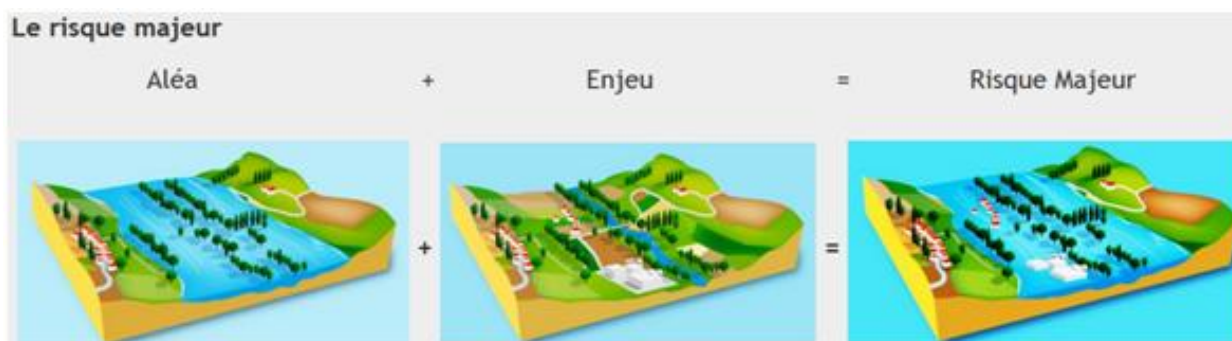 Le risque majeur
Aléa + Enjeu = Risque Majeur
+ =